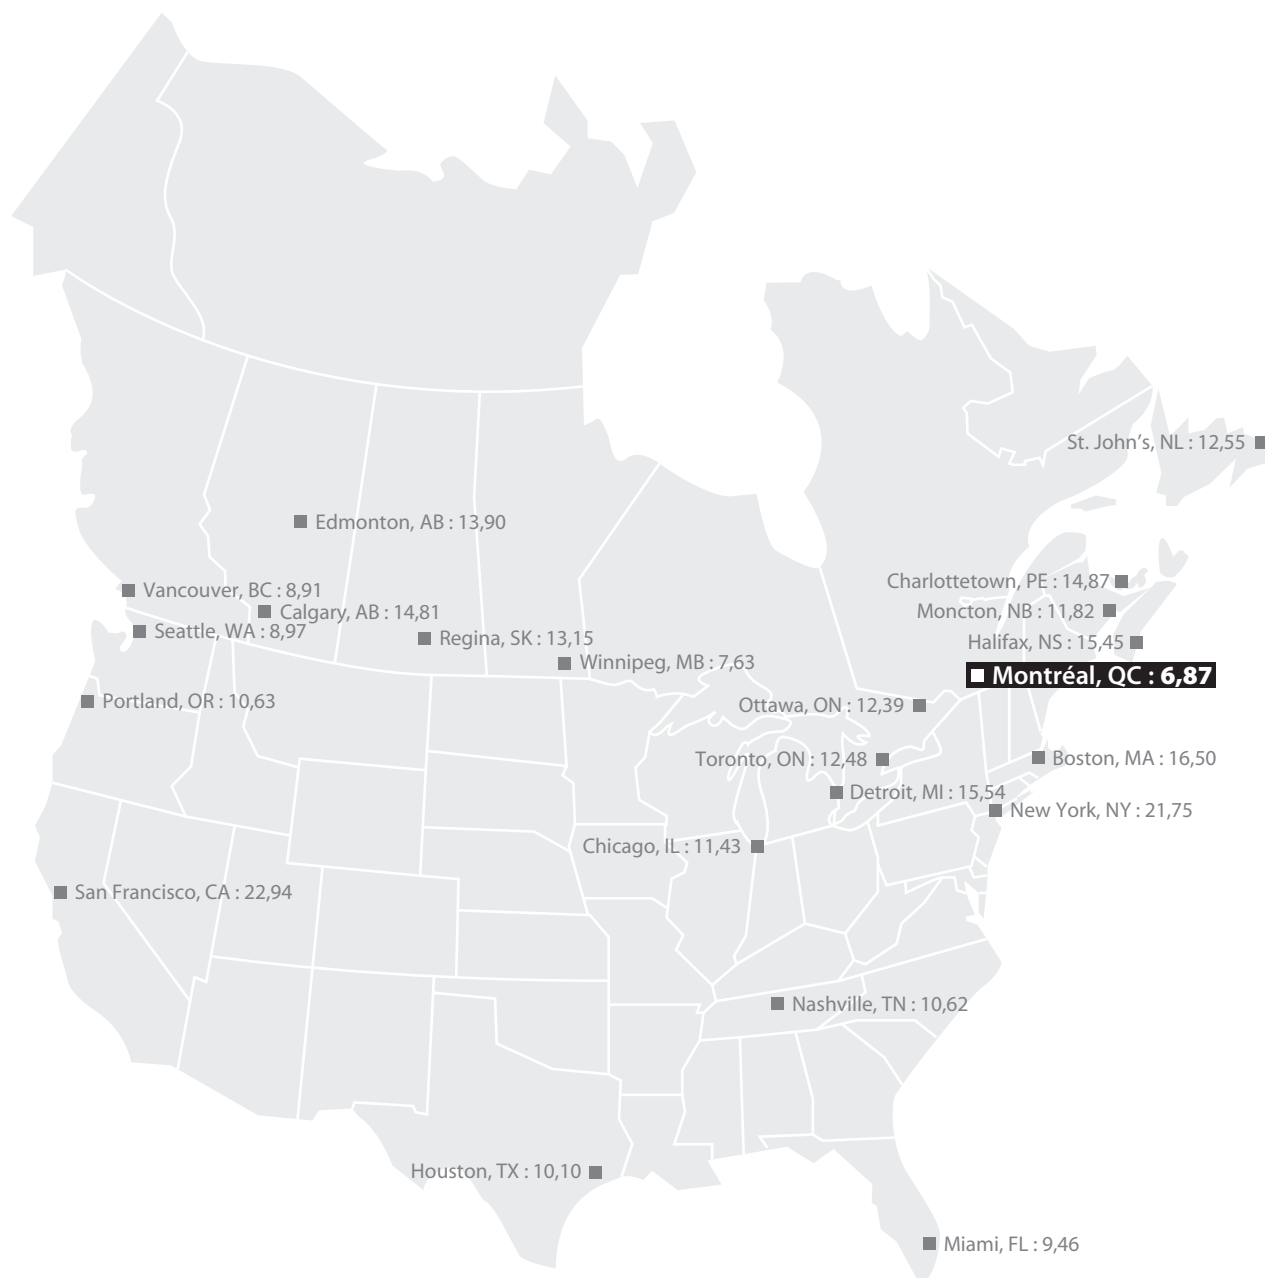 St. John’s, NL : 12,55
Edmonton, AB : 13,90
Charlottetown, PE : 14,87
Vancouver, BC : 8,91
Calgary, AB : 14,81
Moncton, NB : 11,82
Seattle, WA : 8,97
Regina, SK : 13,15
Halifax, NS : 15,45
Winnipeg, MB : 7,63
Montréal, QC : 6,87
Portland, OR : 10,63
Ottawa, ON : 12,39
Toronto, ON : 12,48
Boston, MA : 16,50
Detroit, MI : 15,54
New York, NY : 21,75
Chicago, IL : 11,43
San Francisco, CA : 22,94
Nashville, TN : 10,62
Houston, TX : 10,10
Miami, FL : 9,46